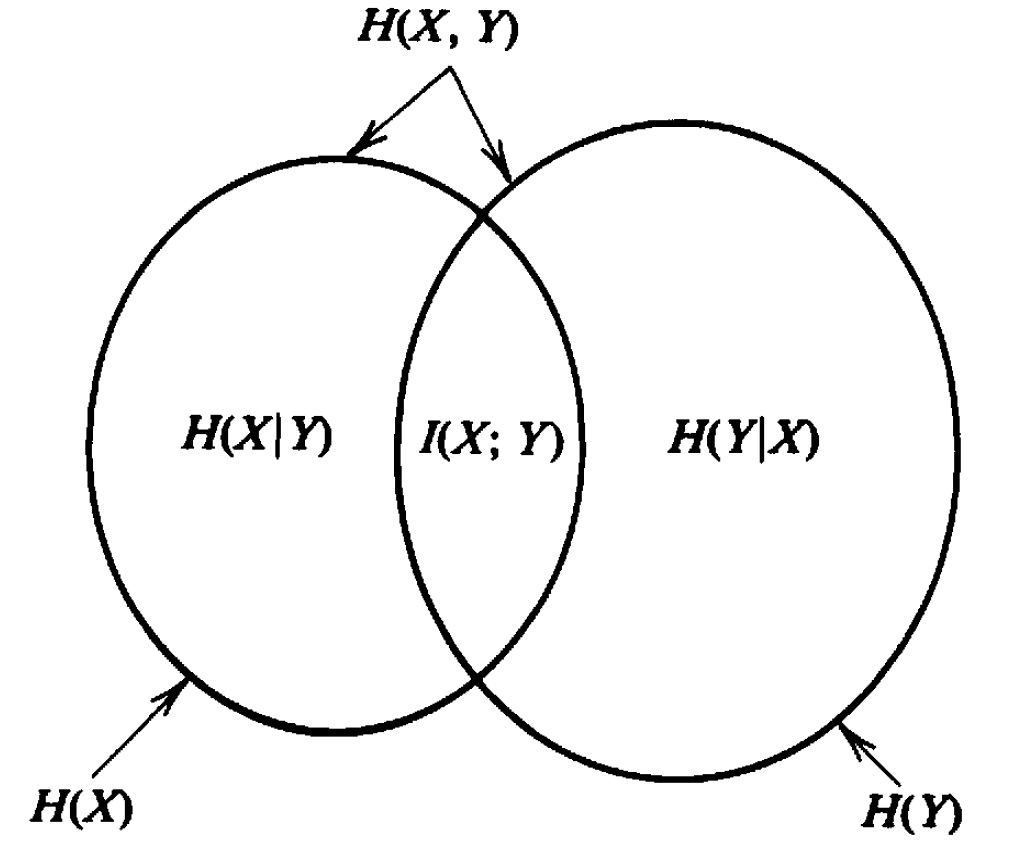 H(X, Y)
H(X|Y)
I(X; Y)
H(Y|X)
H(X)
H(Y)